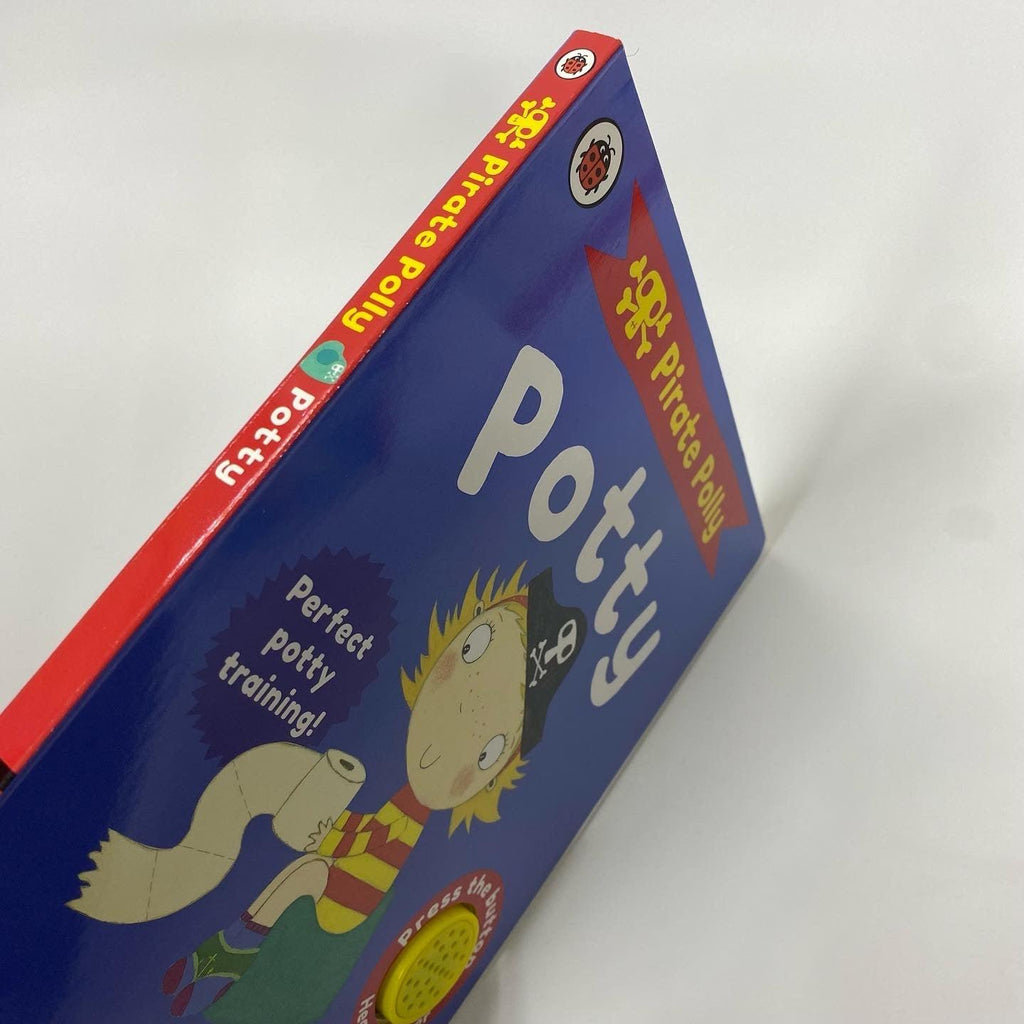 Pirate Polly Potty
Pirate Polly
Potty
Perfect
potty
training!
Press the button